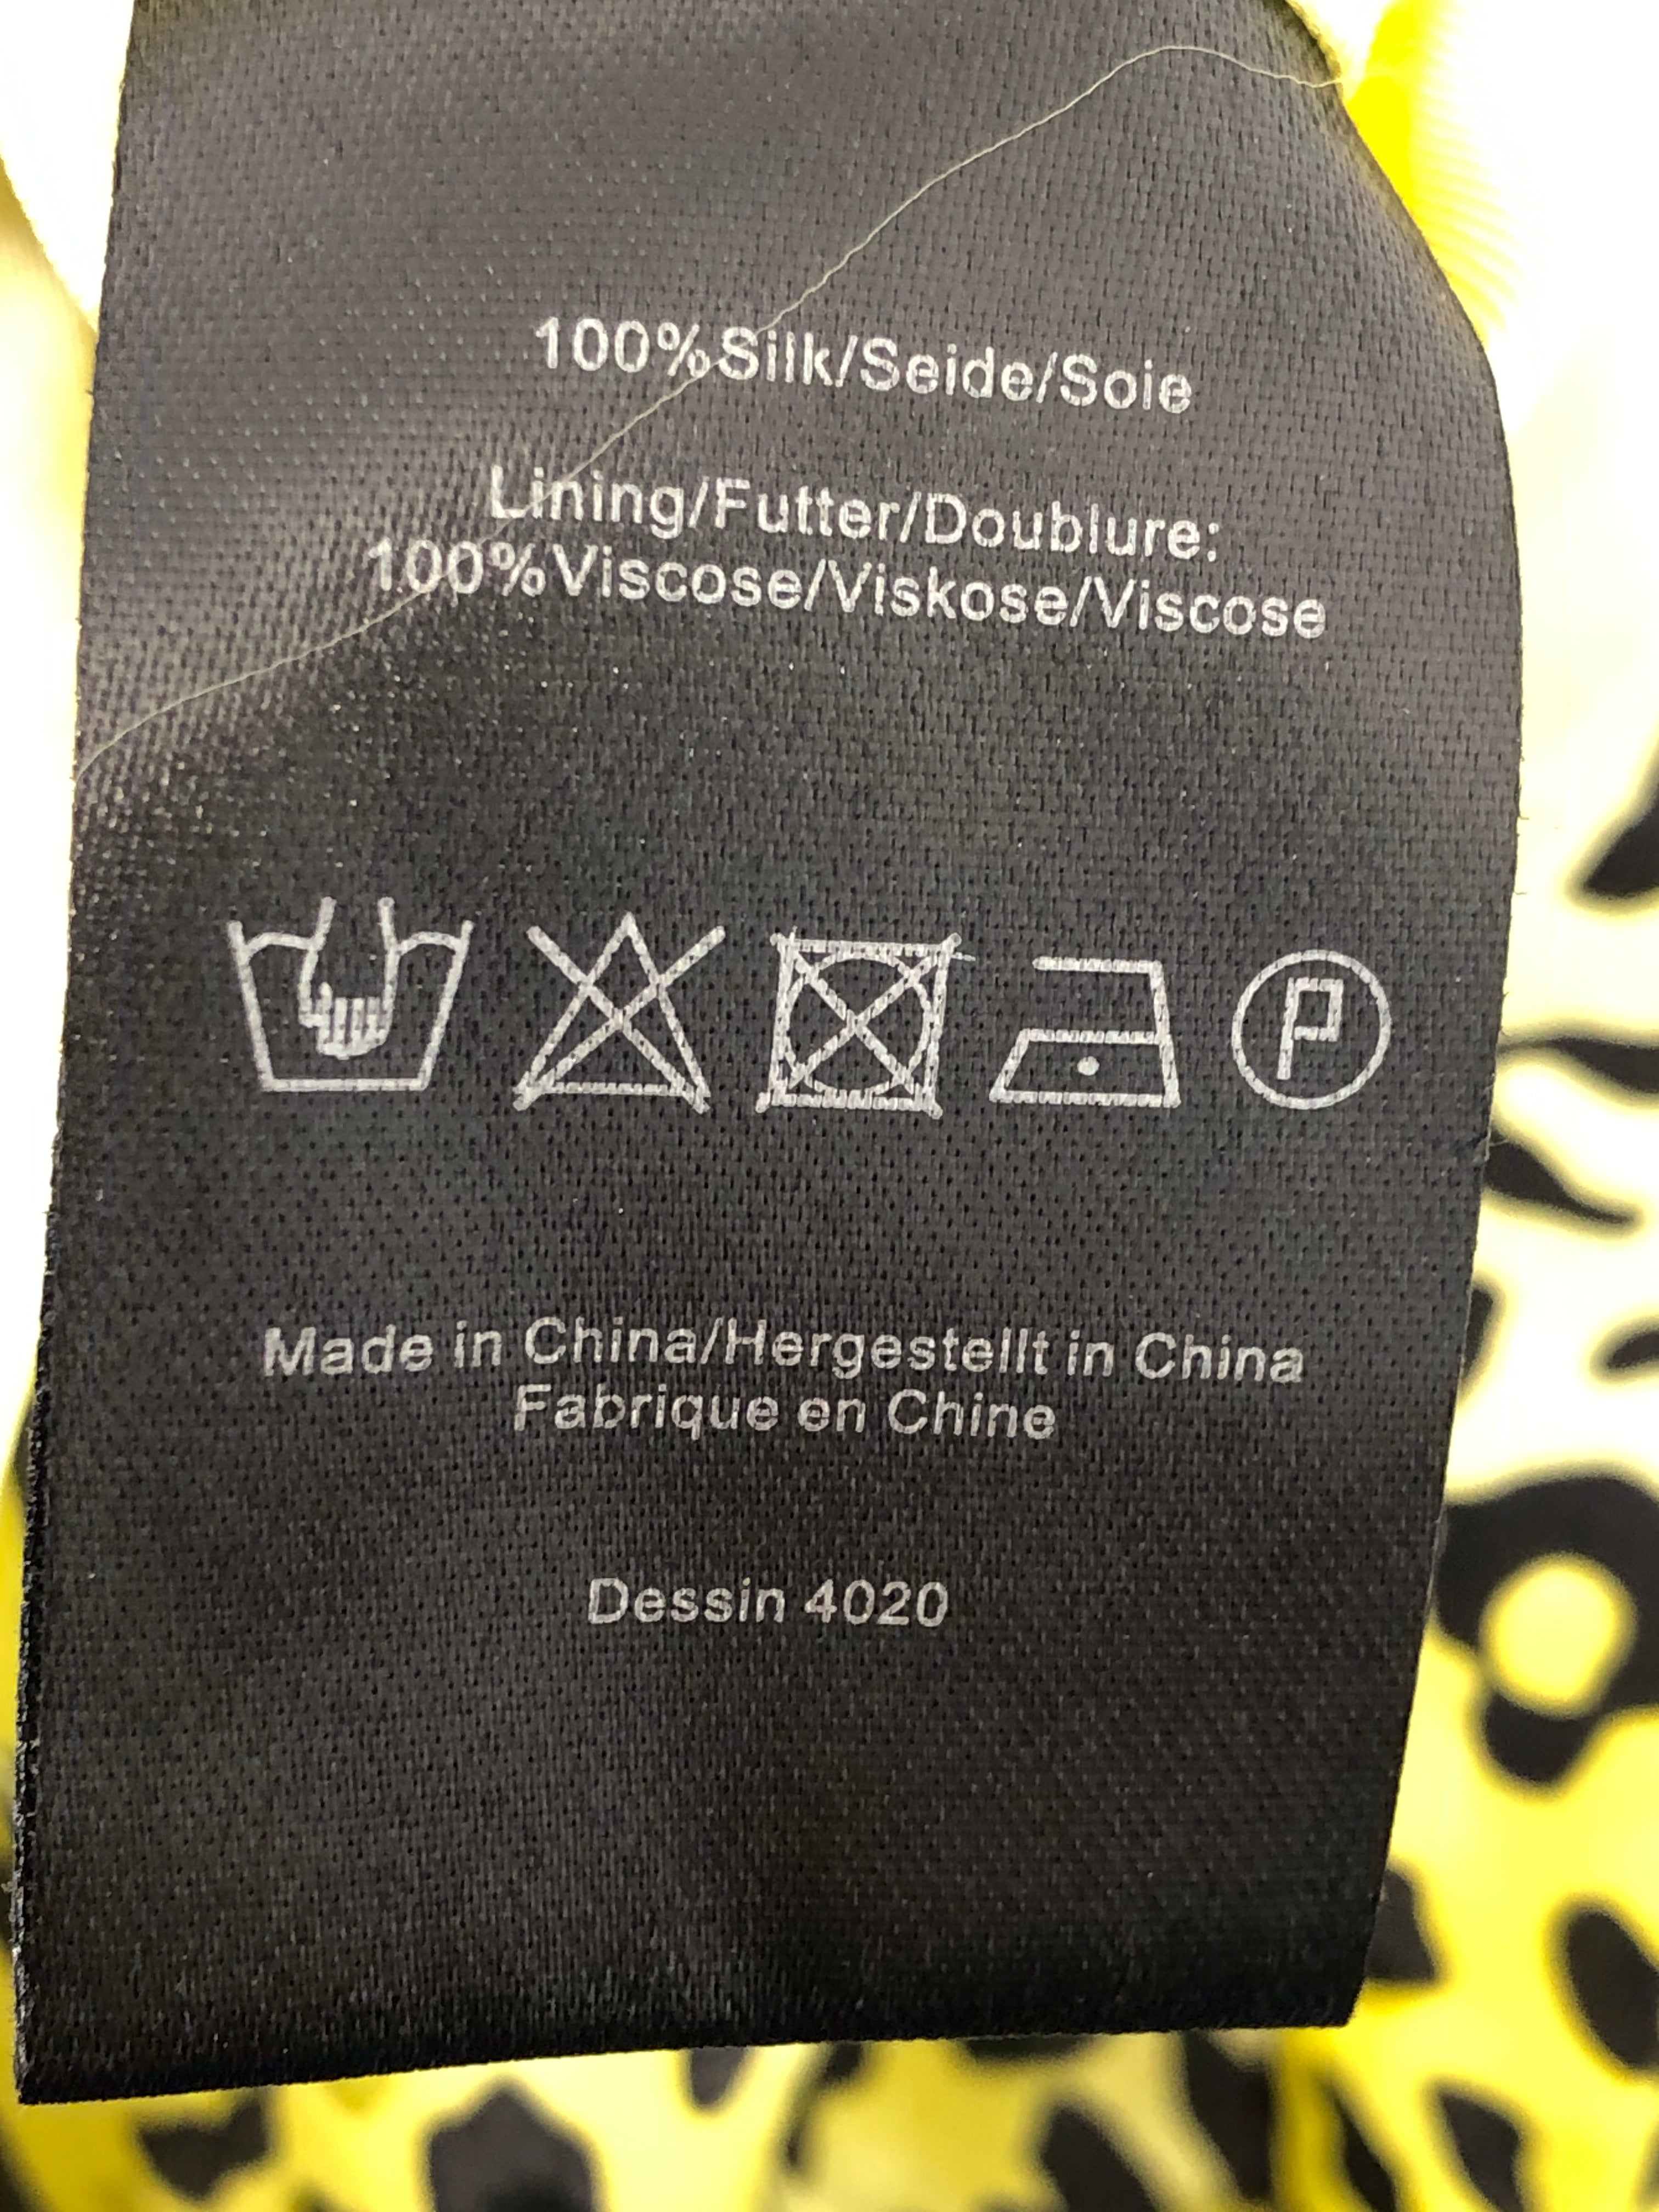 100%Silk/Seide/Soie
Lining/Futter/Doublure:
100%Viscose/Viskose/Viscose
P
Made in China/Hergestellt in China
Fabrique en Chine
Dessin 4020